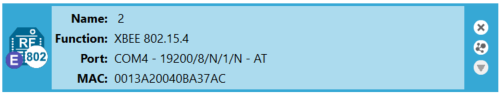 Name: 2
Function: XBEE 802.15.4
Port: COM4 - 19200/8/N/1/N - AT
MAC: 0013A20040BA37AC
RF
E 802